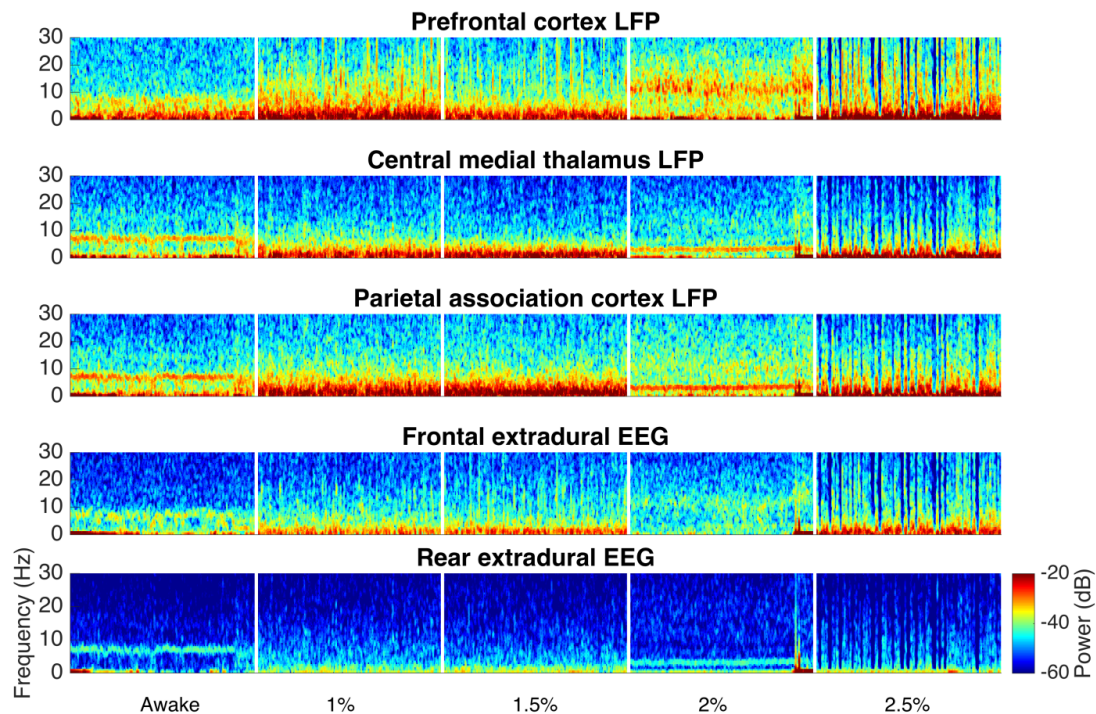 Prefrontal cortex LFP
30
20
10
0
Central medial thalamus LFP
30
20
10
0
Parietal association cortex LFP
30
20
10
0
Frontal extradural EEG
30
20
10
0
Rear extradural EEG
30
20
10
0
Frequency (Hz)
-20
-40
-60
Power (dB)
Awake 1% 1.5% 2% 2.5%